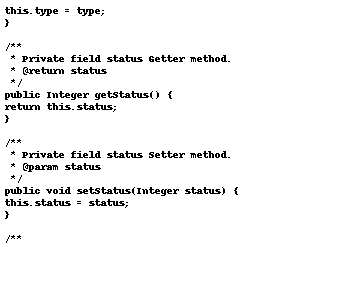 this.type = type;
}

/**
 * Private field status Getter method.
 * @return status
 */
public Integer getStatus() {
return this.status;
}

/**
 * Private field status Setter method.
 * @param status
 */
public void setStatus(Integer status) {
this.status = status;
}

/**